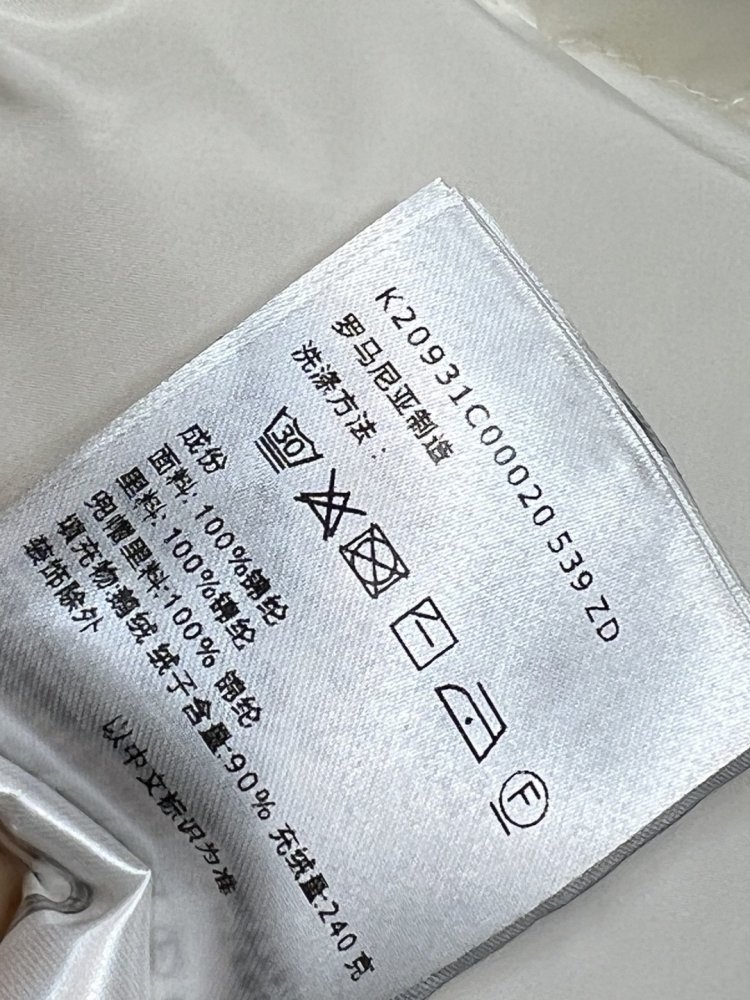 K20931C00020539ZD
罗马尼亚制造
洗涤方法：
30
F
成份
面料: 100%锦纶
里料: 100%锦纶
兜帽里料:100% 锦纶
填充物:鹅绒 绒子含量:90% 充绒量:240克
装饰除外
以中文标识为准